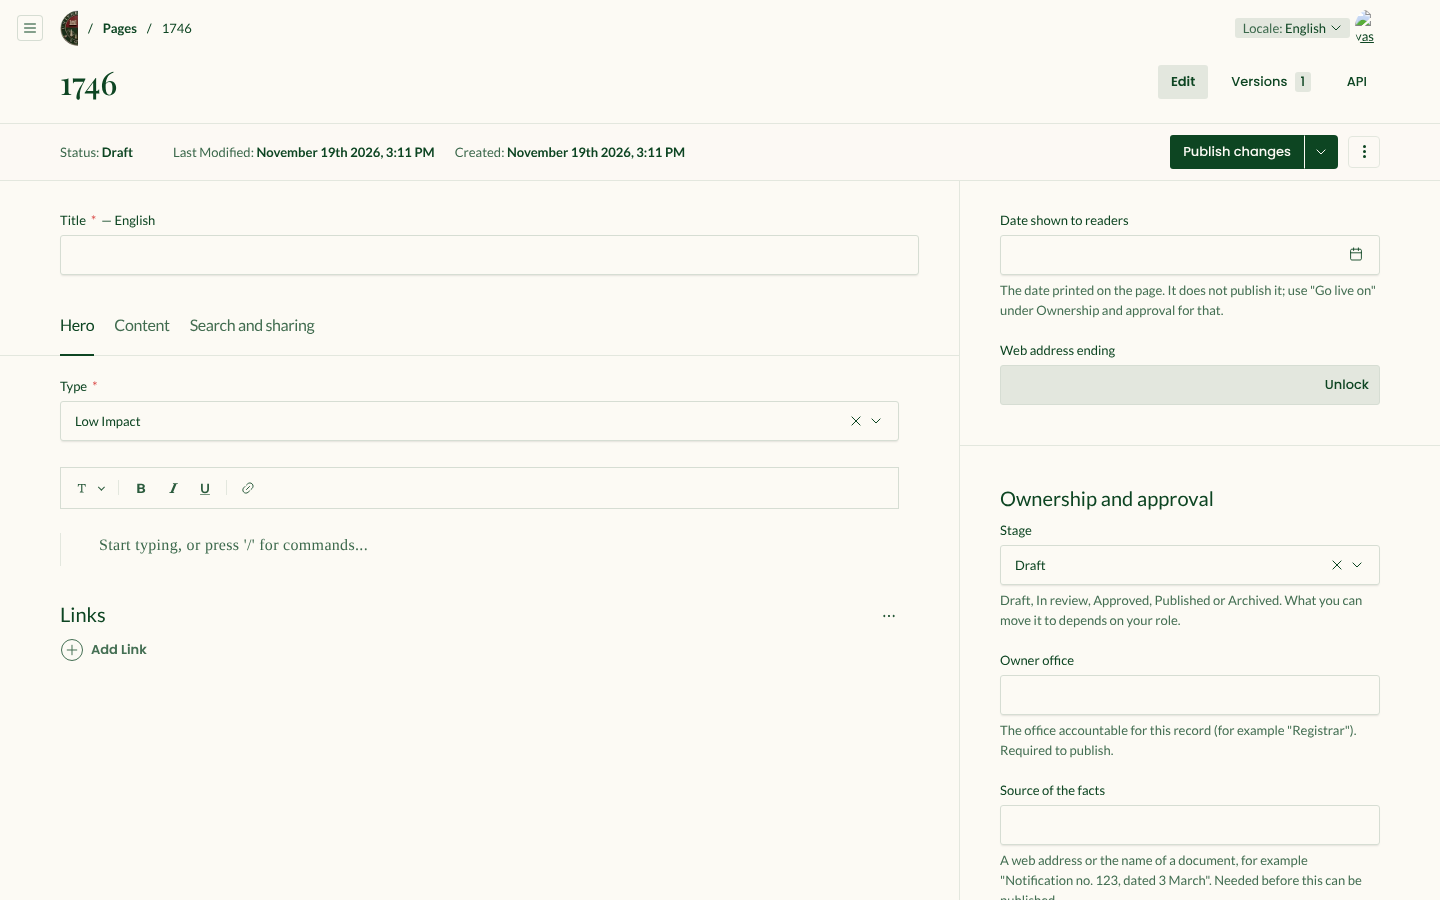 / Pages / 1746
Locale: English
vas
1746
Edit
Versions 1
API
Status: Draft
Last Modified: November 19th 2026, 3:11 PM
Created: November 19th 2026, 3:11 PM
Publish changes
Title * — English
Hero
Content
Search and sharing
Type *
Low Impact
T
B
I
U
Start typing, or press '/' for commands...
Links
Add Link
Date shown to readers
The date printed on the page. It does not publish it; use "Go live on"
under Ownership and approval for that.
Web address ending
Unlock
Ownership and approval
Stage
Draft
Draft, In review, Approved, Published or Archived. What you can
move it to depends on your role.
Owner office
The office accountable for this record (for example "Registrar").
Required to publish.
Source of the facts
A web address or the name of a document, for example
"Notification no. 123, dated 3 March". Needed before this can be
published.